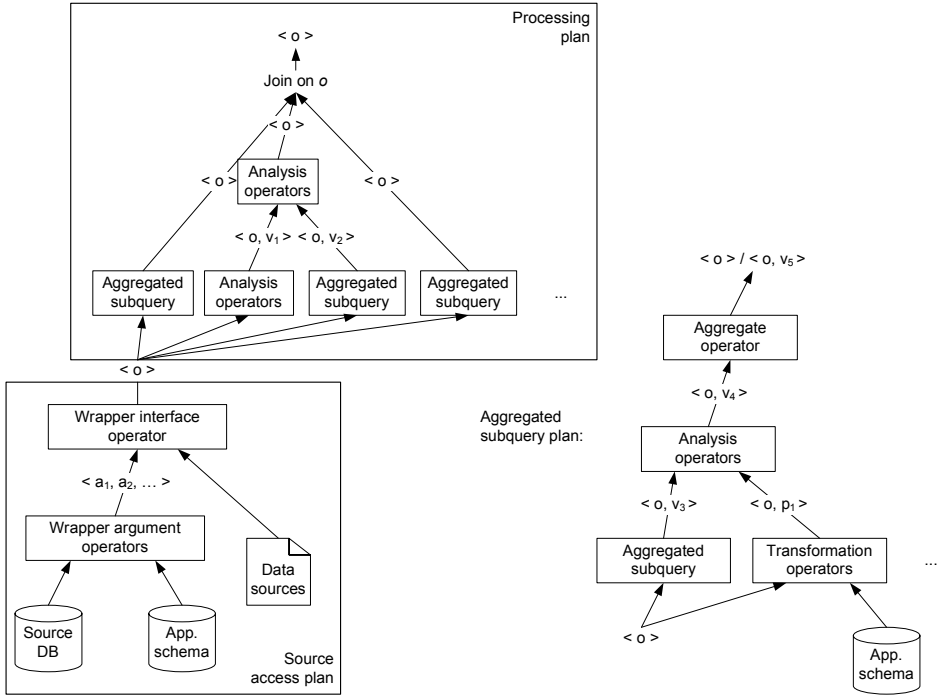 Processing
plan
< o >
Join on o
< o >
Analysis
operators
< o >
< o >
< o, v₁ >
< o, v₂ >
Aggregated
subquery
Analysis
operators
Aggregated
subquery
Aggregated
subquery
...
< o >
Wrapper interface
operator
< a₁, a₂, … >
Wrapper argument
operators
Data
sources
Source
DB
App.
schema
Source
access plan
Aggregated
subquery plan:
< o > / < o, v₅ >
Aggregate
operator
< o, v₄ >
Analysis
operators
< o, v₃ >
< o, p₁ >
Aggregated
subquery
Transformation
operators
...
< o >
App.
schema